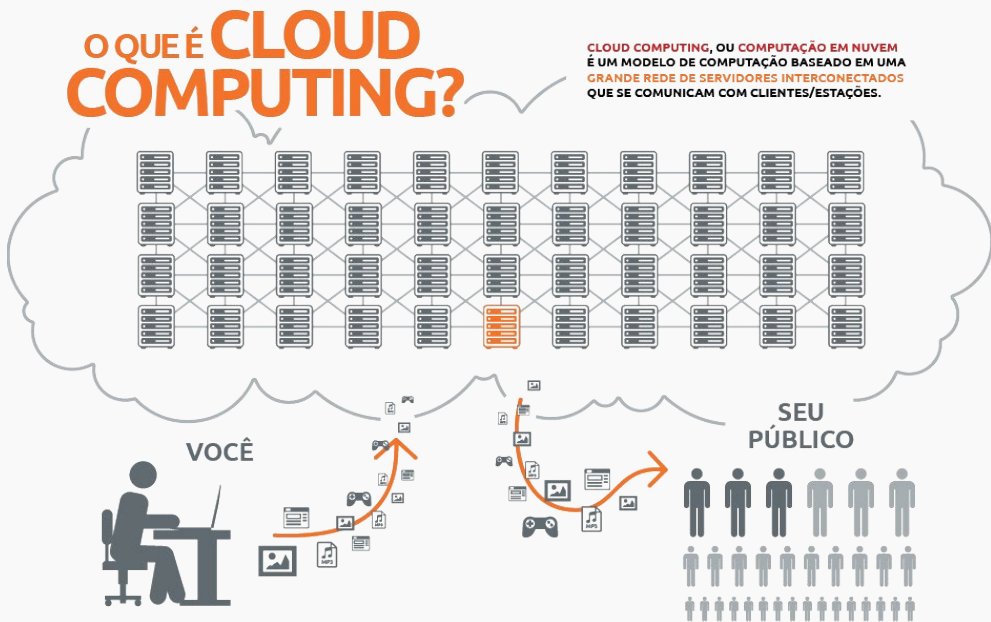 O QUE É CLOUD
COMPUTING?
CLOUD COMPUTING, OU COMPUTAÇÃO EM NUVEM
É UM MODELO DE COMPUTAÇÃO BASEADO EM UMA
GRANDE REDE DE SERVIDORES INTERCONECTADOS
QUE SE COMUNICAM COM CLIENTES/ESTAÇÕES.
VOCÊ
SEU
PÚBLICO
MP3
MP3
MP3